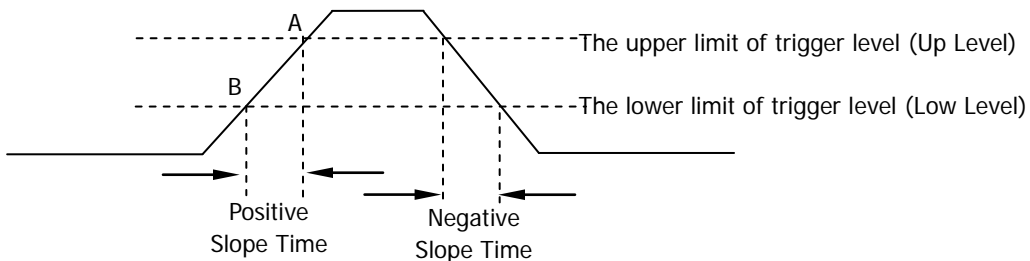 A
The upper limit of trigger level (Up Level)
B
The lower limit of trigger level (Low Level)
Positive
Slope Time
Negative
Slope Time